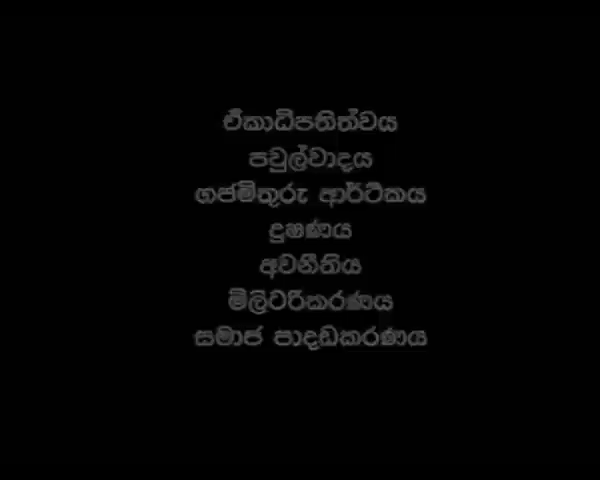 ඒකාධිපතිත්වය
පවුල්වාදය
ගජමිතුරු ආර්ථිකය
දූෂණය
අවනීතිය
මිලිටරිකරණය
සමාජ පාදඩකරණය